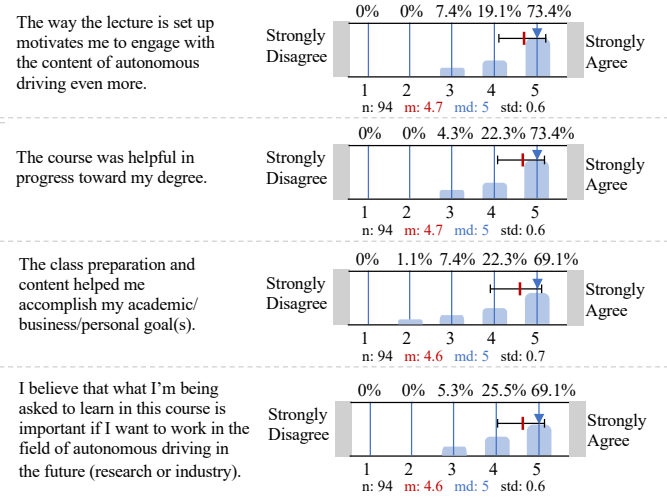 The way the lecture is set up
motivates me to engage with
the content of autonomous
driving even more.
0% 0% 7.4% 19.1% 73.4%
Strongly
Disagree
Strongly
Agree
1 2 3 4 5
n: 94 m: 4.7 md: 5 std: 0.6
The course was helpful in
progress toward my degree.
0% 0% 4.3% 22.3% 73.4%
Strongly
Disagree
Strongly
Agree
1 2 3 4 5
n: 94 m: 4.7 md: 5 std: 0.6
The class preparation and
content helped me
accomplish my academic/
business/personal goal(s).
0% 1.1% 7.4% 22.3% 69.1%
Strongly
Disagree
Strongly
Agree
1 2 3 4 5
n: 94 m: 4.6 md: 5 std: 0.7
I believe that what I’m being
asked to learn in this course is
important if I want to work in the
field of autonomous driving in
the future (research or industry).
0% 0% 5.3% 25.5% 69.1%
Strongly
Disagree
Strongly
Agree
1 2 3 4 5
n: 94 m: 4.6 md: 5 std: 0.6